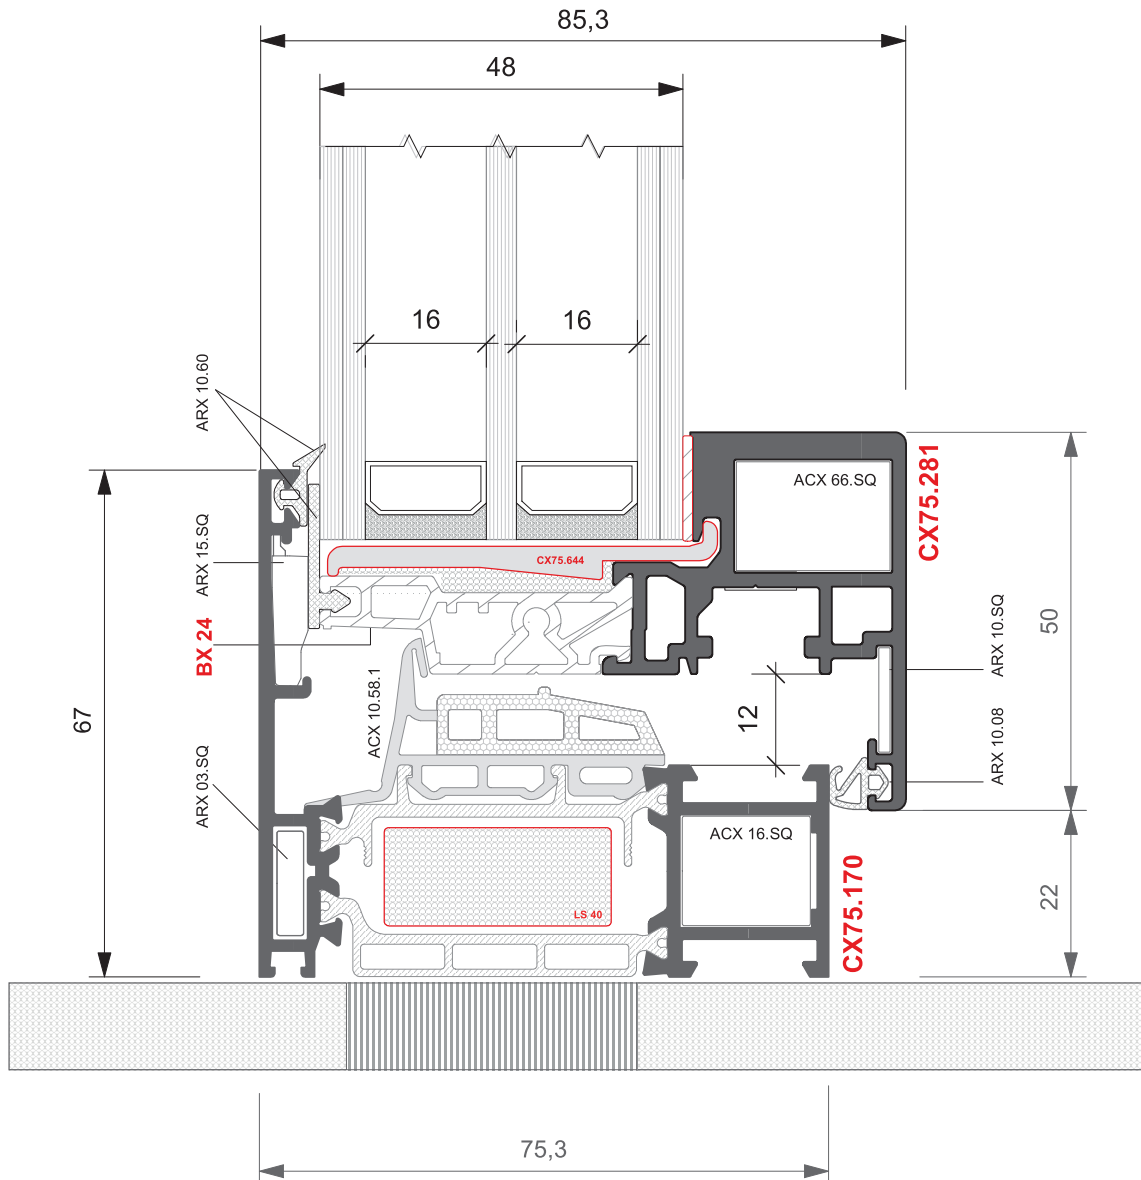 85,3
48
16
16
ARX 10.60
ACX 66.SQ
CX75.281
ARX 15.SQ
CX75.644
BX 24
ARX 10.SQ
50
67
ACX 10.58.1
12
ARX 10.08
ARX 03.SQ
ACX 16.SQ
LS 40
CX75.170
22
75,3